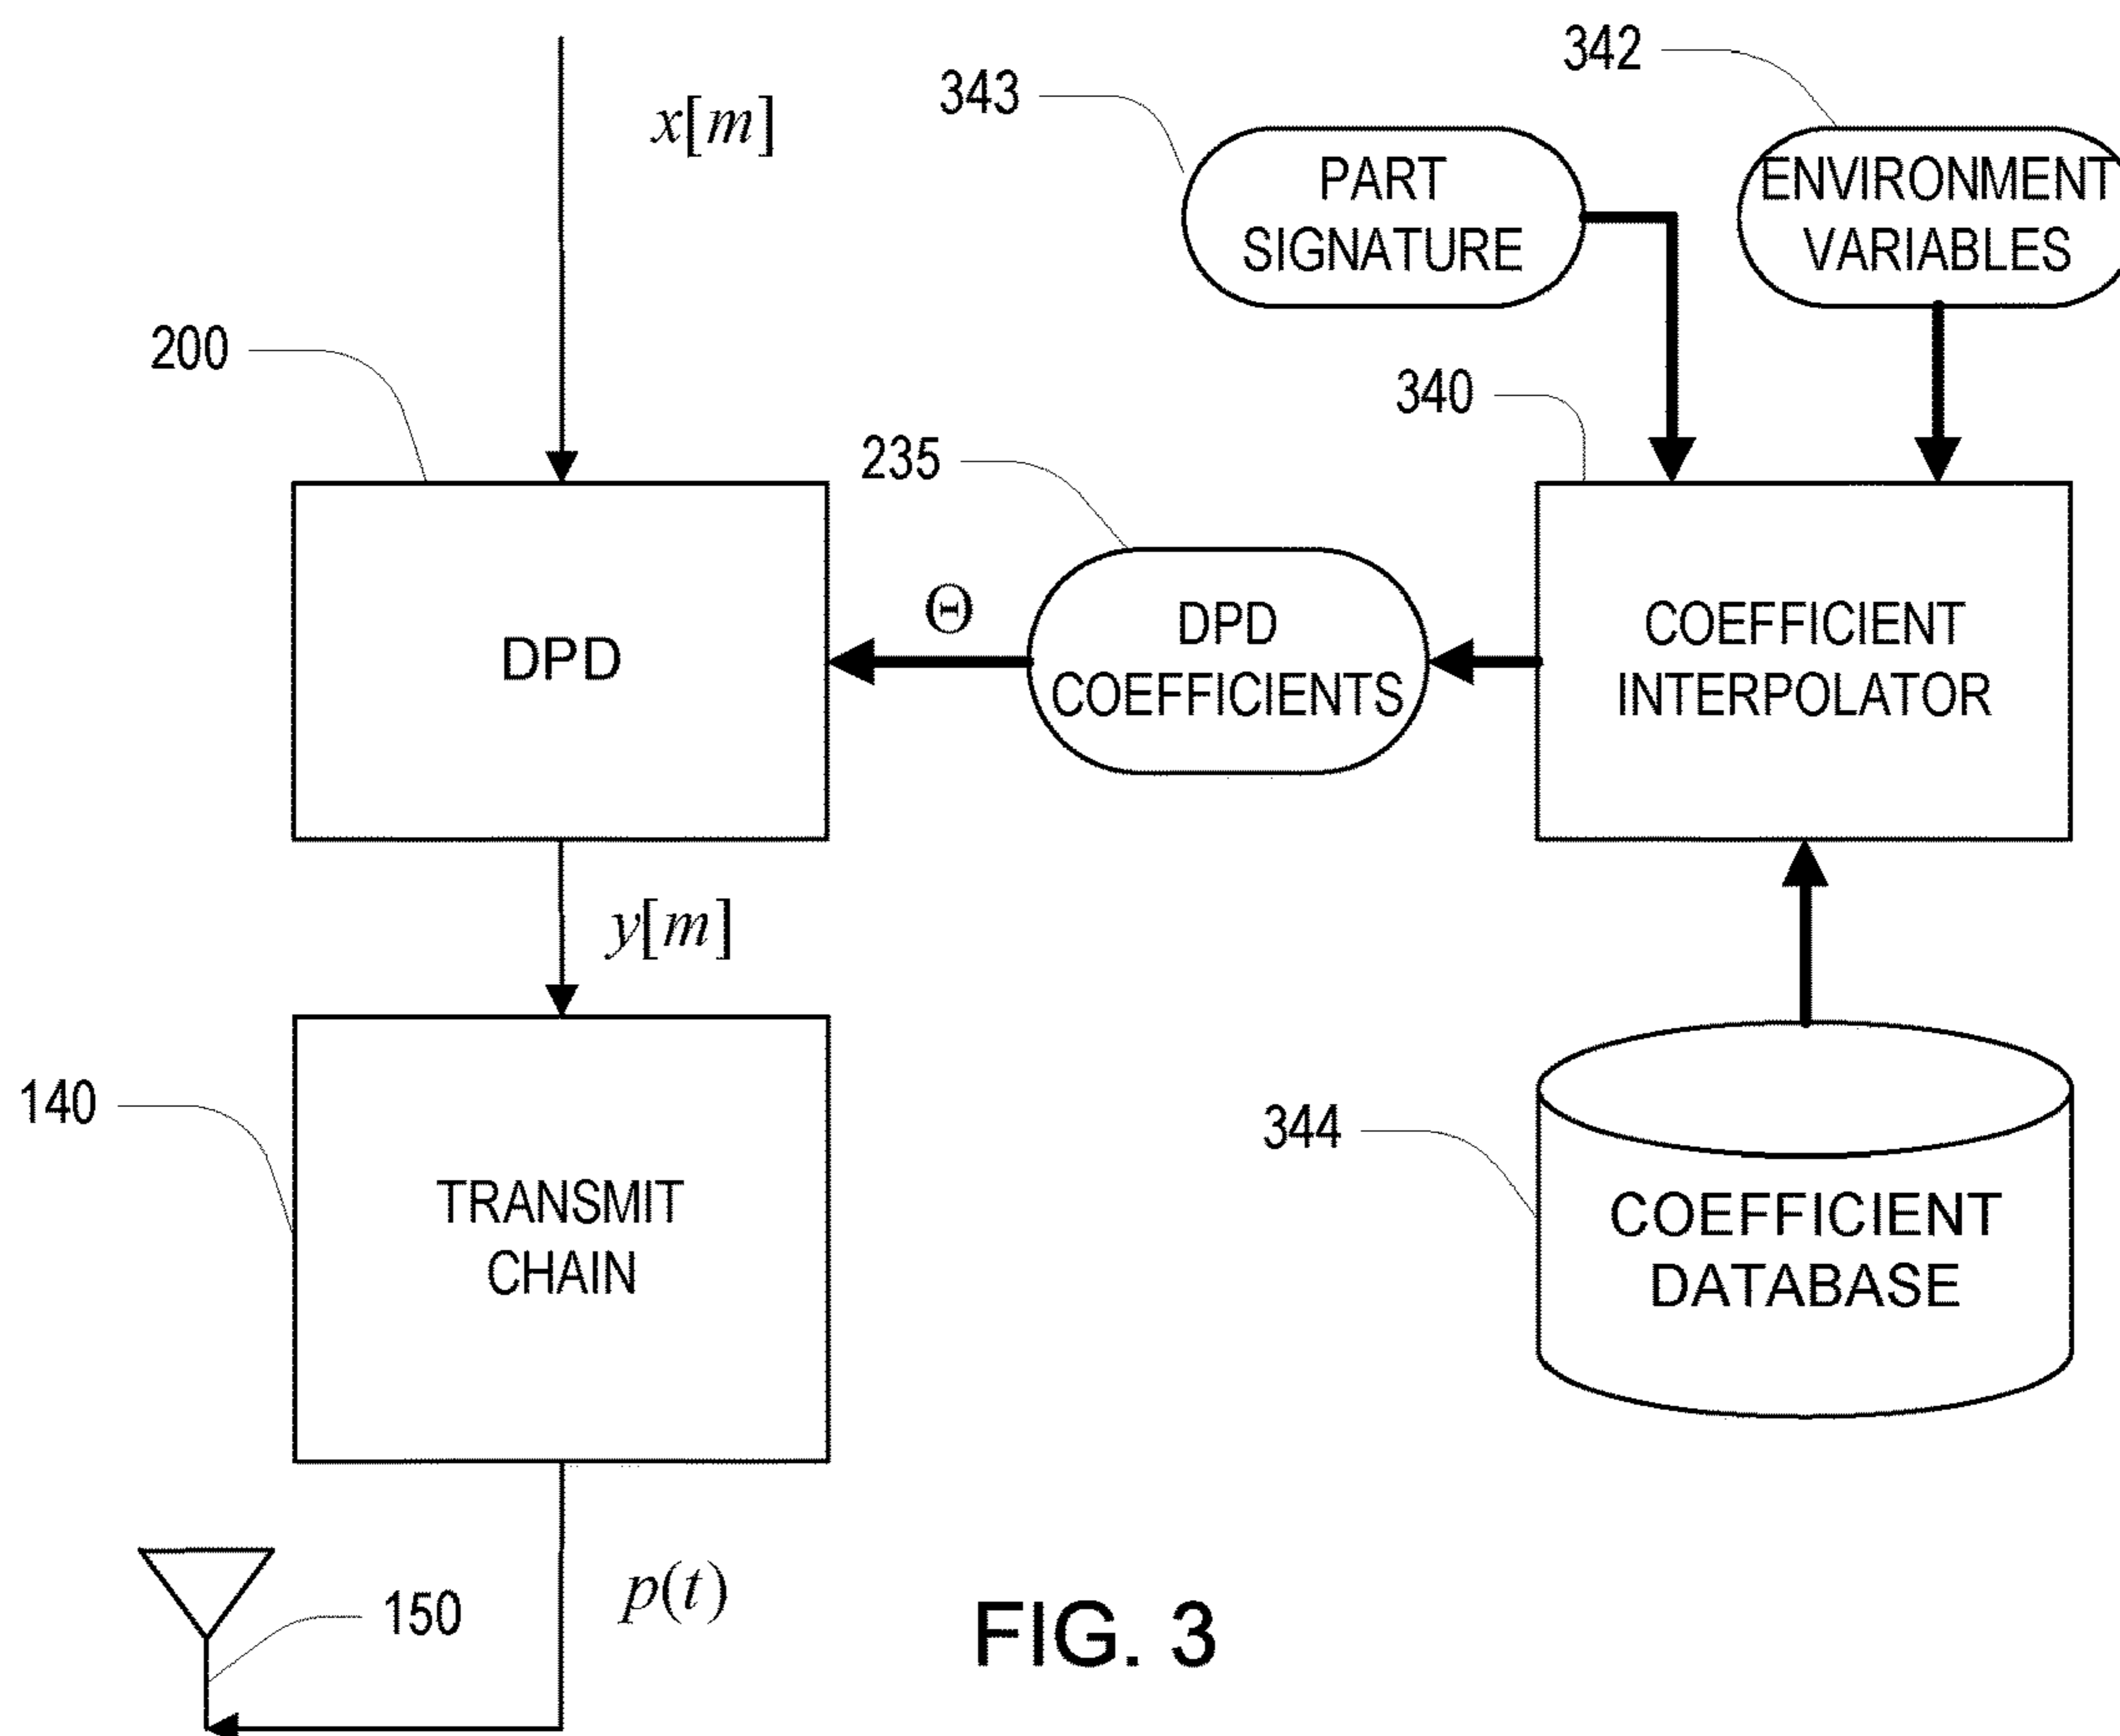 342
343
x[m]
PART
SIGNATURE
ENVIRONMENT
VARIABLES
200
340
235
DPD
Θ
DPD
COEFFICIENTS
COEFFICIENT
INTERPOLATOR
y[m]
140
TRANSMIT
CHAIN
344
COEFFICIENT
DATABASE
150
p(t)
FIG. 3